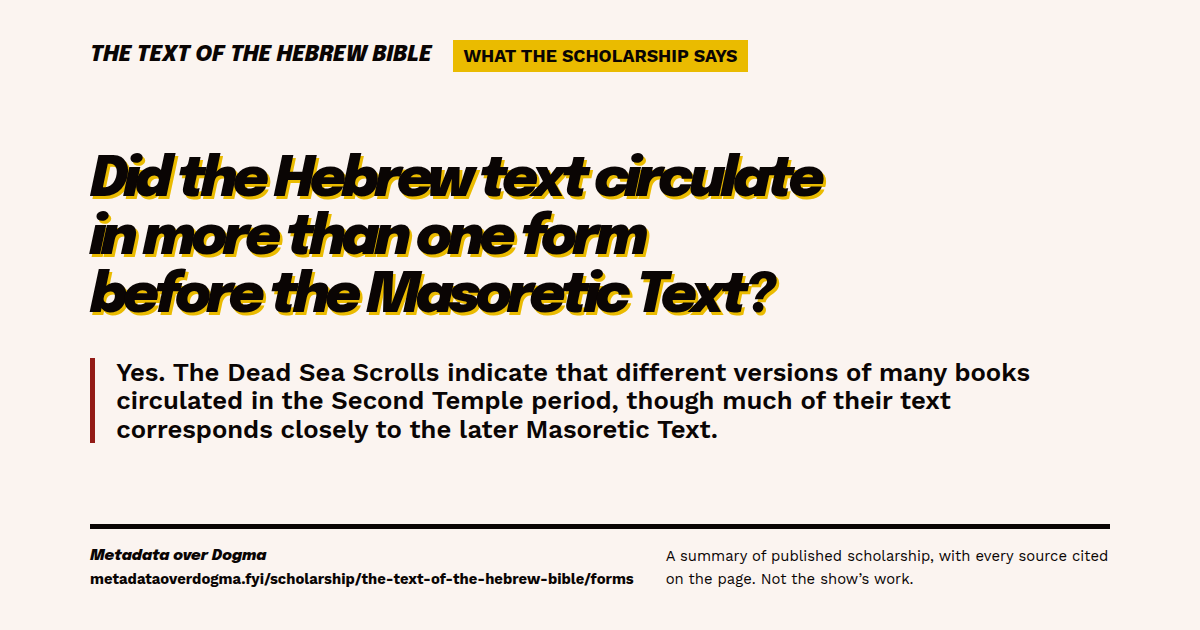 THE TEXT OF THE HEBREW BIBLE
WHAT THE SCHOLARSHIP SAYS
Did the Hebrew text circulate
in more than one form
before the Masoretic Text?
Yes. The Dead Sea Scrolls indicate that different versions of many books
circulated in the Second Temple period, though much of their text
corresponds closely to the later Masoretic Text.
Metadata over Dogma
metadataoverdogma.fyi/scholarship/the-text-of-the-hebrew-bible/forms
A summary of published scholarship, with every source cited
on the page. Not the show’s work.